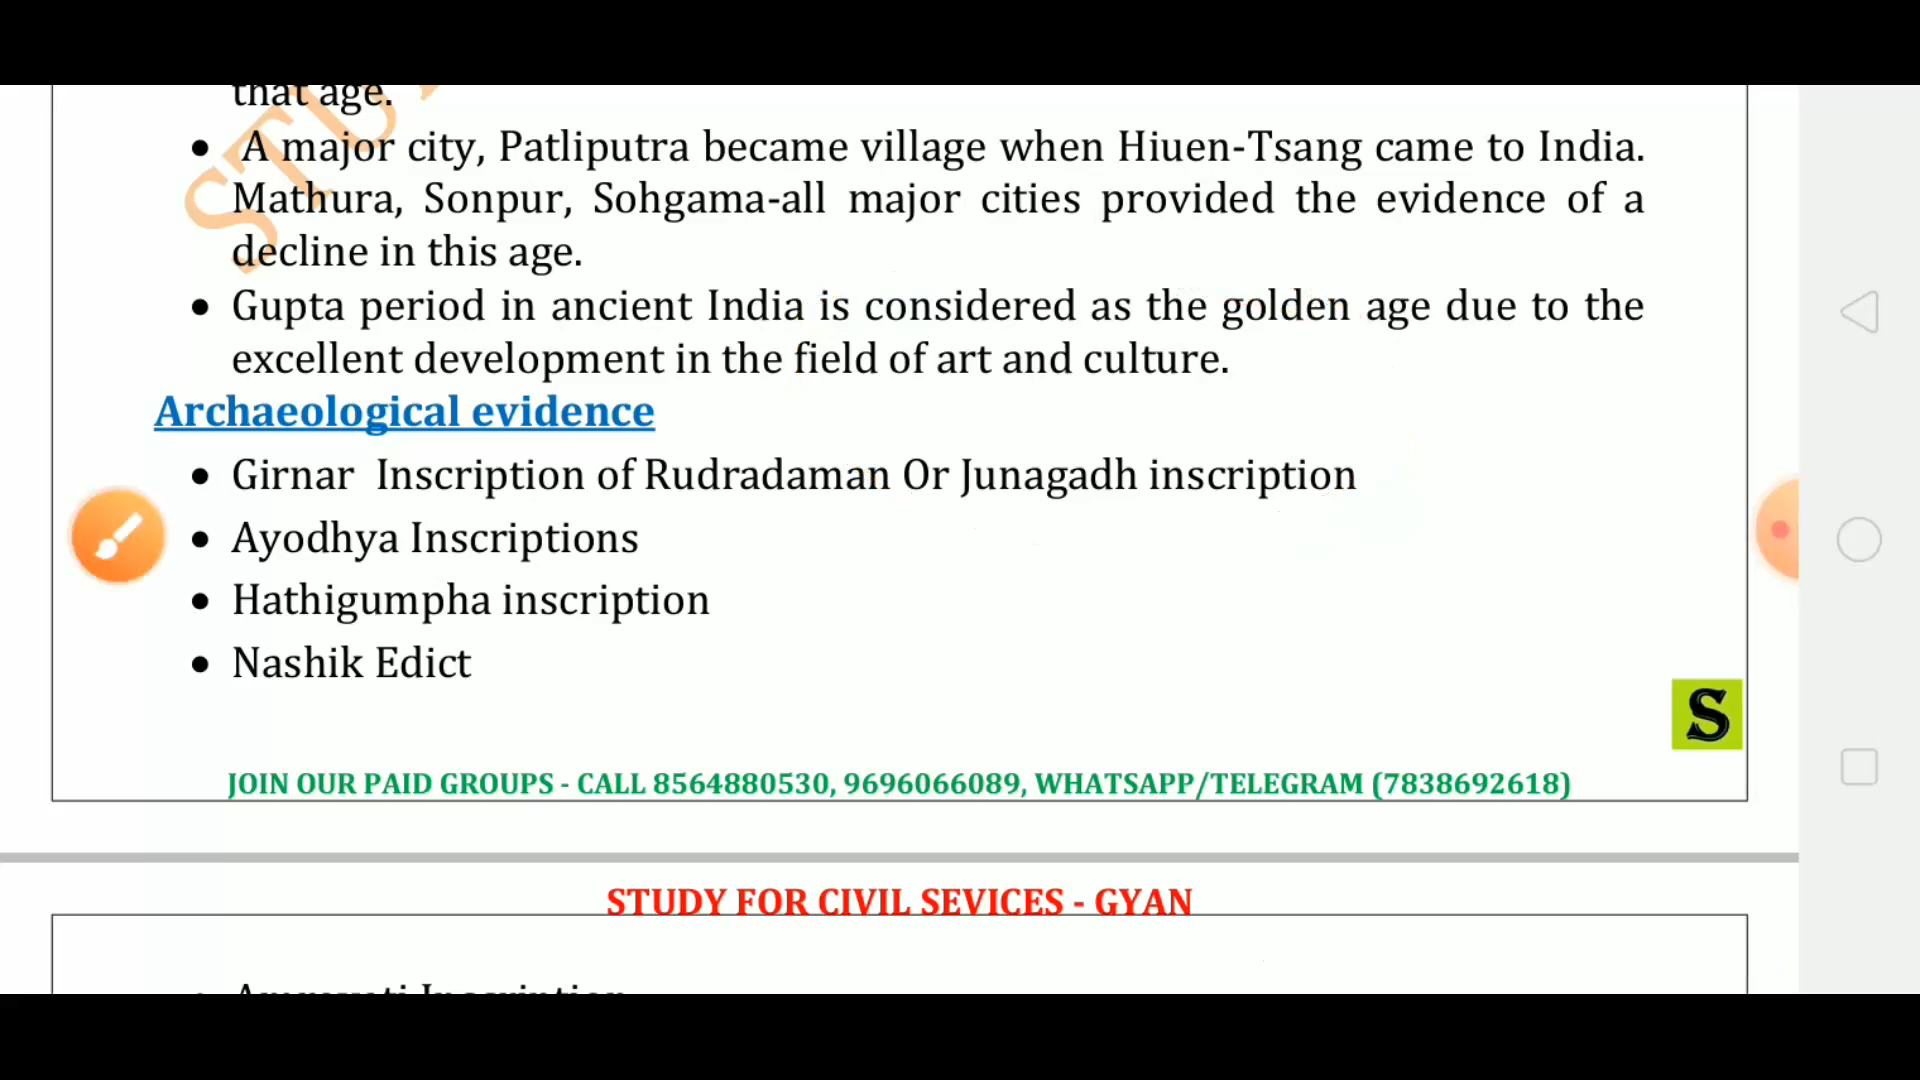 that age.
• A major city, Patliputra became village when Hiuen-Tsang came to India.
Mathura, Sonpur, Sohgama-all major cities provided the evidence of a
decline in this age.
• Gupta period in ancient India is considered as the golden age due to the
excellent development in the field of art and culture.
Archaeological evidence
• Girnar Inscription of Rudradaman Or Junagadh inscription
• Ayodhya Inscriptions
• Hathigumpha inscription
• Nashik Edict
S
JOIN OUR PAID GROUPS - CALL 8564880530, 9696066089, WHATSAPP/TELEGRAM (7838692618)
STUDY FOR CIVIL SEVICES - GYAN